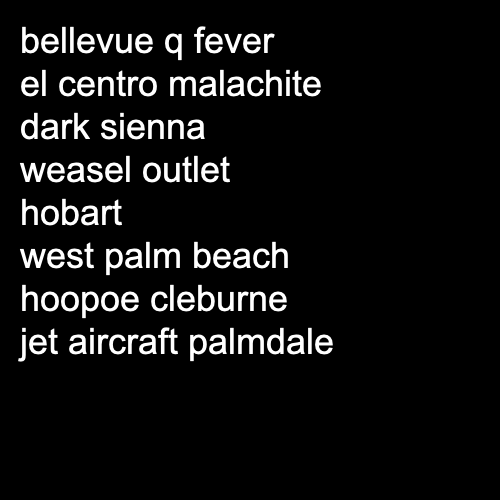 bellevue q fever
el centro malachite
dark sienna
weasel outlet
hobart
west palm beach
hoopoe cleburne
jet aircraft palmdale